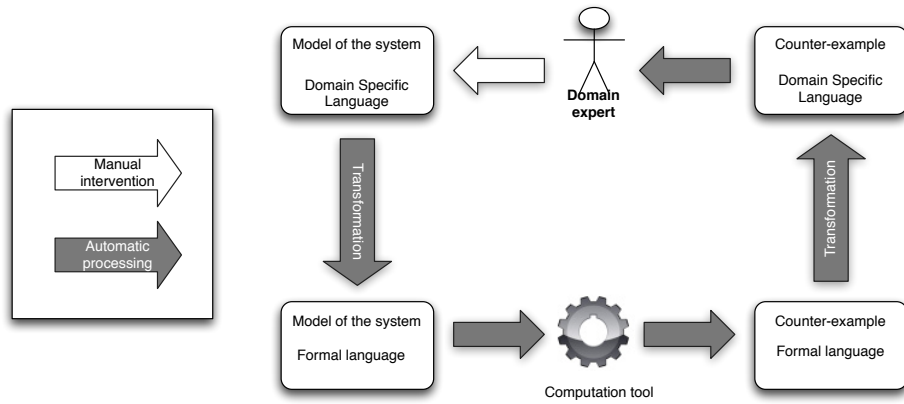 Manual
intervention
Automatic
processing
Model of the system
Domain Specific
Language
Domain
expert
Counter-example
Domain Specific
Language
Transformation
Transformation
Model of the system
Formal language
Computation tool
Counter-example
Formal language